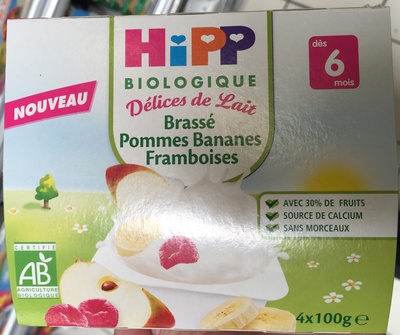 HiPP
BIOLOGIQUE
Délices de Lait
Brassé
Pommes Bananes
Framboises
NOUVEAU
dès
6
mois
AVEC 30% DE FRUITS
SOURCE DE CALCIUM
SANS MORCEAUX
CERTIFIÉ
AB
AGRICULTURE
BIOLOGIQUE
4x100g e